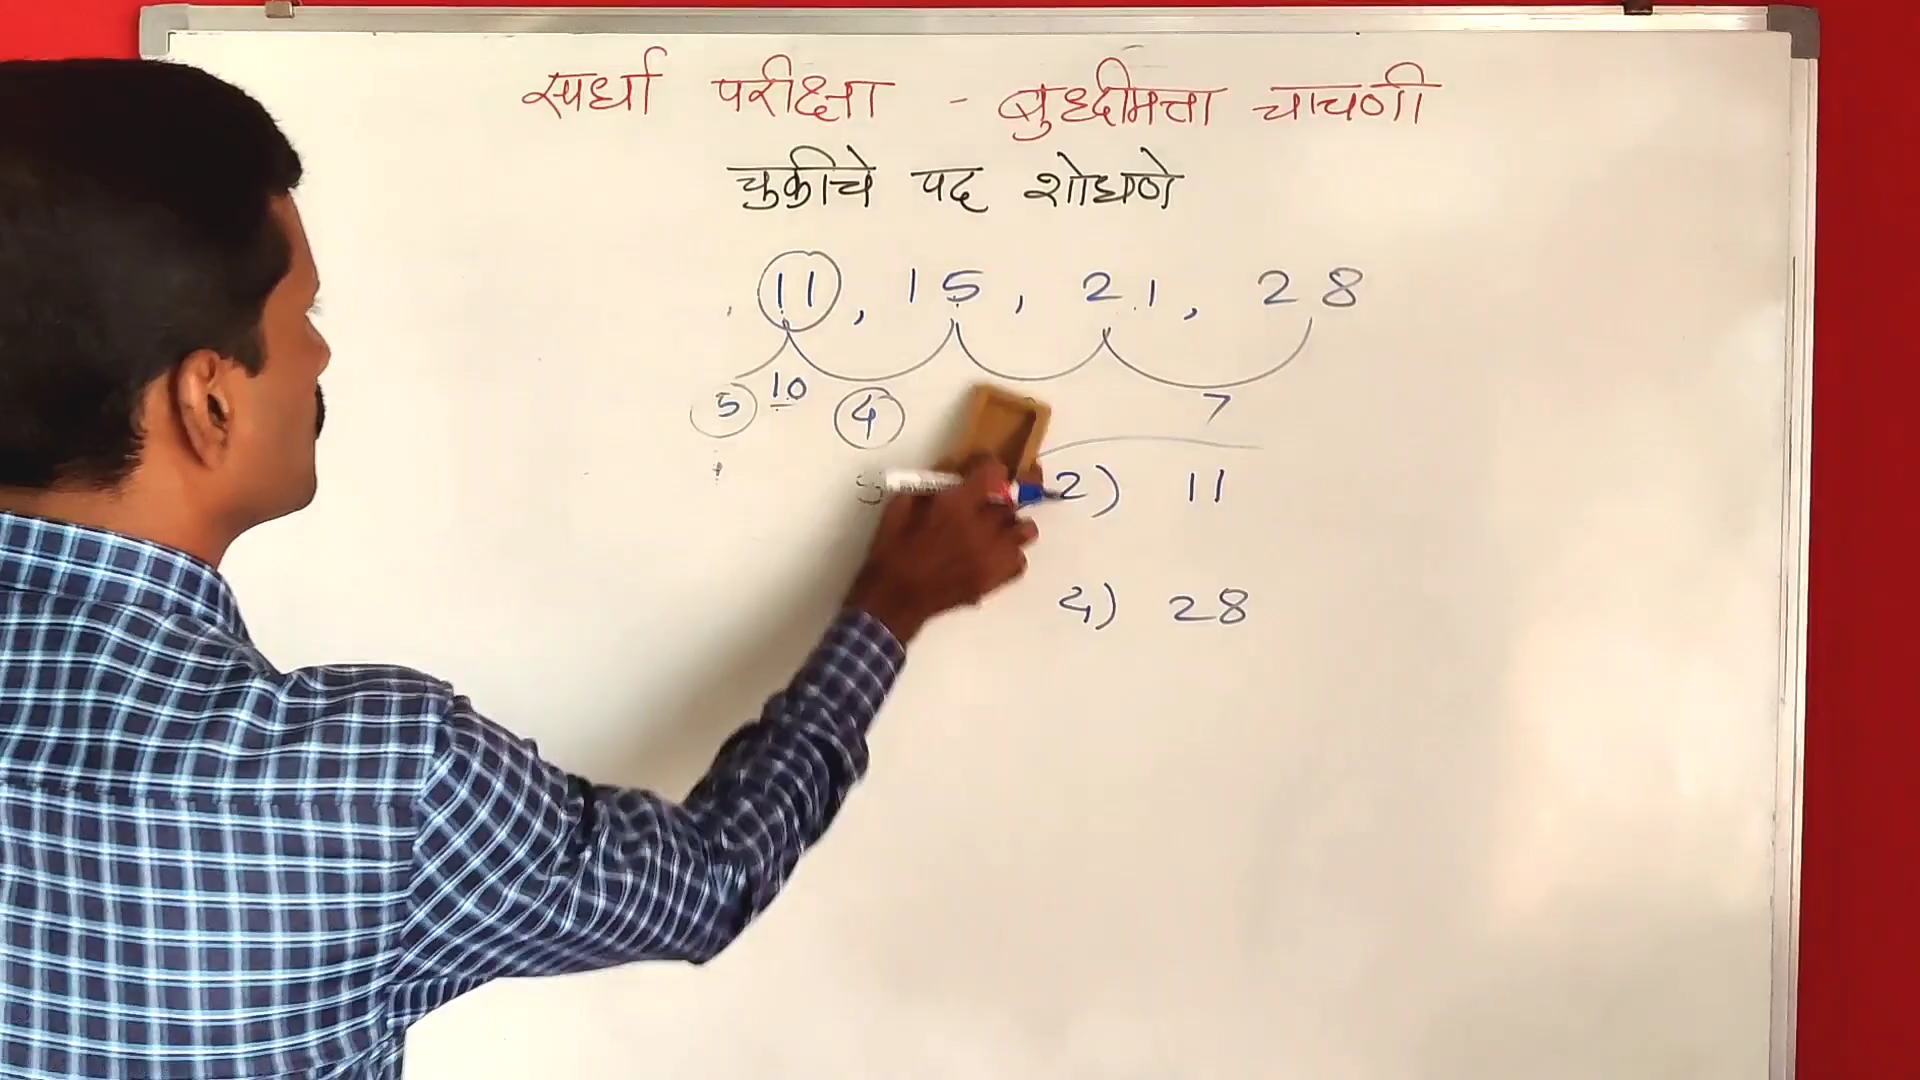 स्पर्धा परीक्षा - बुध्दीमत्ता चाचणी
चुकीचे पद शोधणे
11, 15, 21, 28
5 10 4 7
2) 11
4) 28